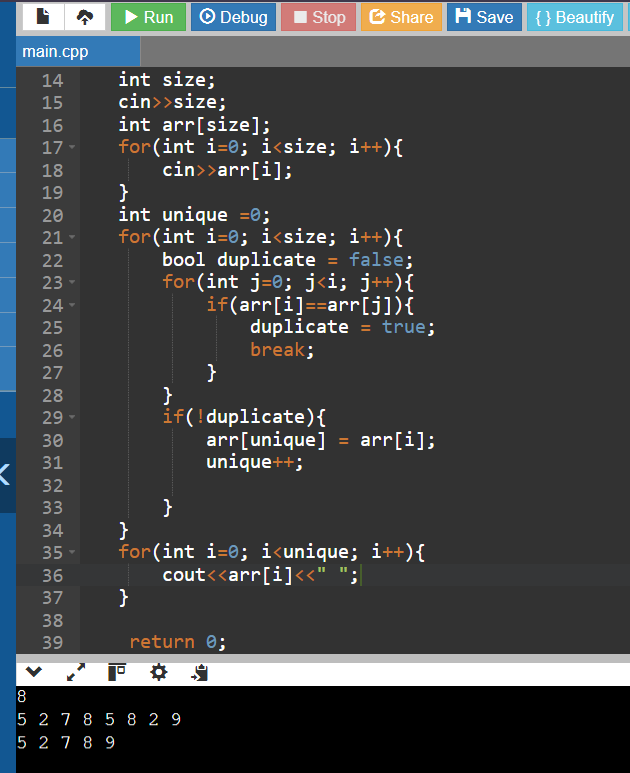 Run Debug Stop Share Save { } Beautify
main.cpp
14 int size;
15 cin>>size;
16 int arr[size];
17 for(int i=0; i<size; i++){
18 cin>>arr[i];
19 }
20 int unique =0;
21 for(int i=0; i<size; i++){
22 bool duplicate = false;
23 for(int j=0; j<i; j++){
24 if(arr[i]==arr[j]){
25 duplicate = true;
26 break;
27 }
28 }
29 if(!duplicate){
30 arr[unique] = arr[i];
31 unique++;
32
33 }
34 }
35 for(int i=0; i<unique; i++){
36 cout<<arr[i]<<" ";
37 }
38
39 return 0;
8
5 2 7 8 5 8 2 9
5 2 7 8 9